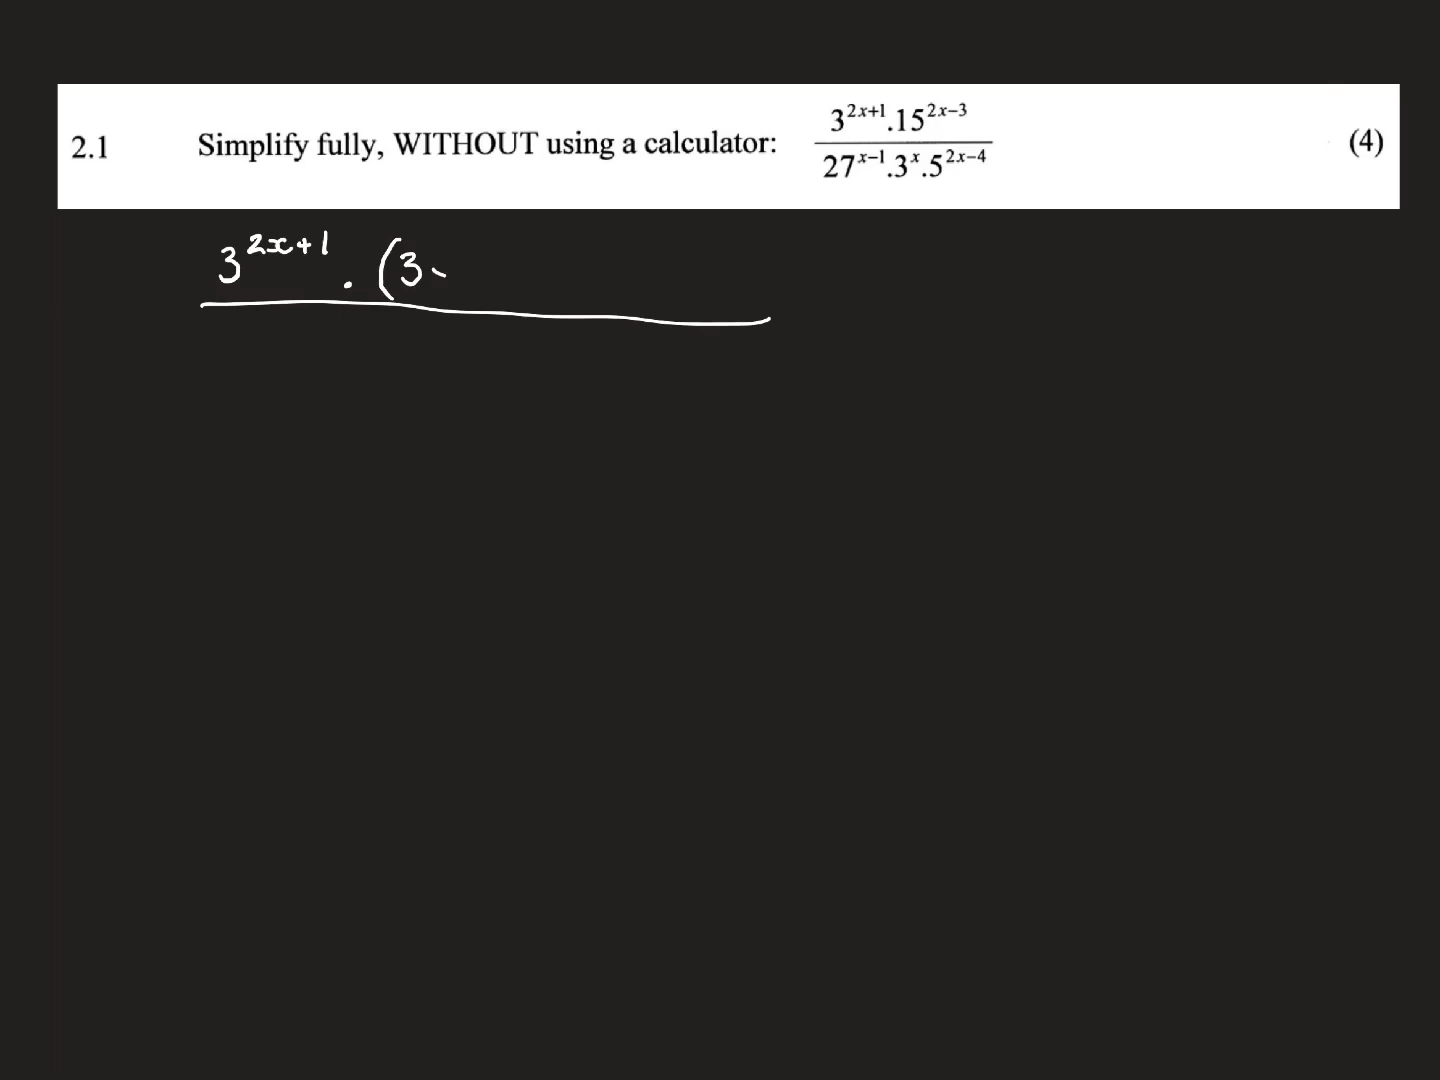 2.1 Simplify fully, WITHOUT using a calculator: \frac{3^{2x+1}.15^{2x-3}}{27^{x-1}.3^{x}.5^{2x-4}} (4)
3^{2x+1} . (3